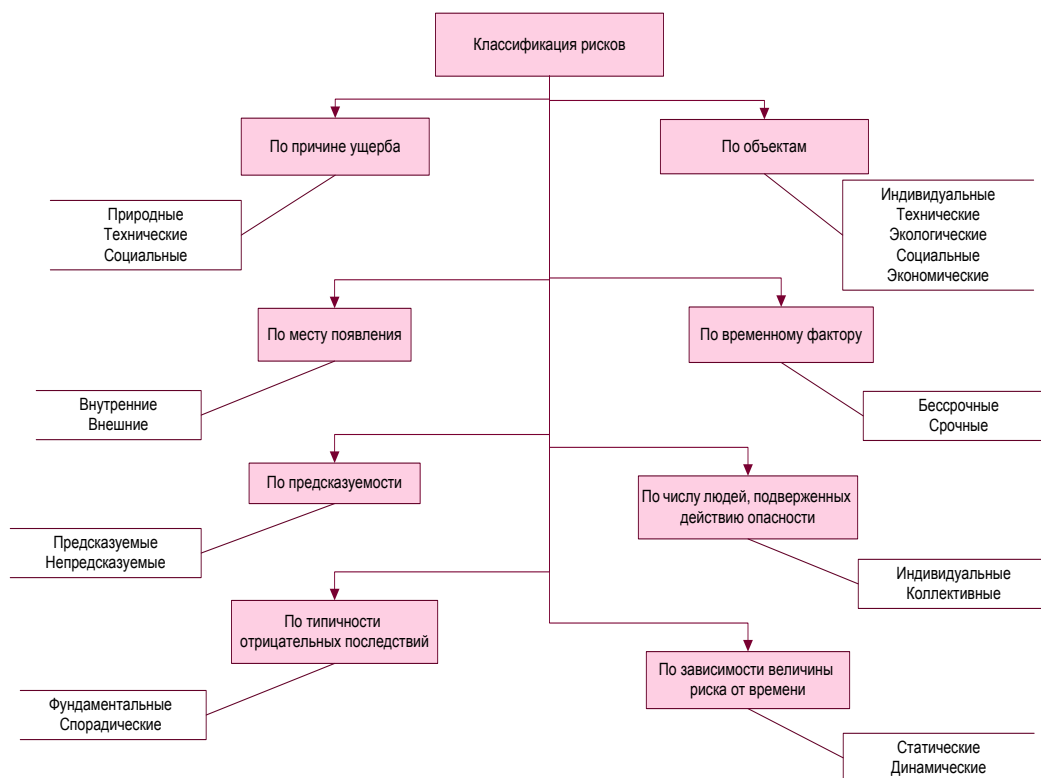 Классификация рисков
По причине ущерба
Природные
Технические
Социальные
По объектам
Индивидуальные
Технические
Экологические
Социальные
Экономические
По месту появления
Внутренние
Внешние
По временному фактору
Бессрочные
Срочные
По предсказуемости
Предсказуемые
Непредсказуемые
По числу людей, подверженных
действию опасности
Индивидуальные
Коллективные
По типичности
отрицательных последствий
Фундаментальные
Спорадические
По зависимости величины
риска от времени
Статические
Динамические